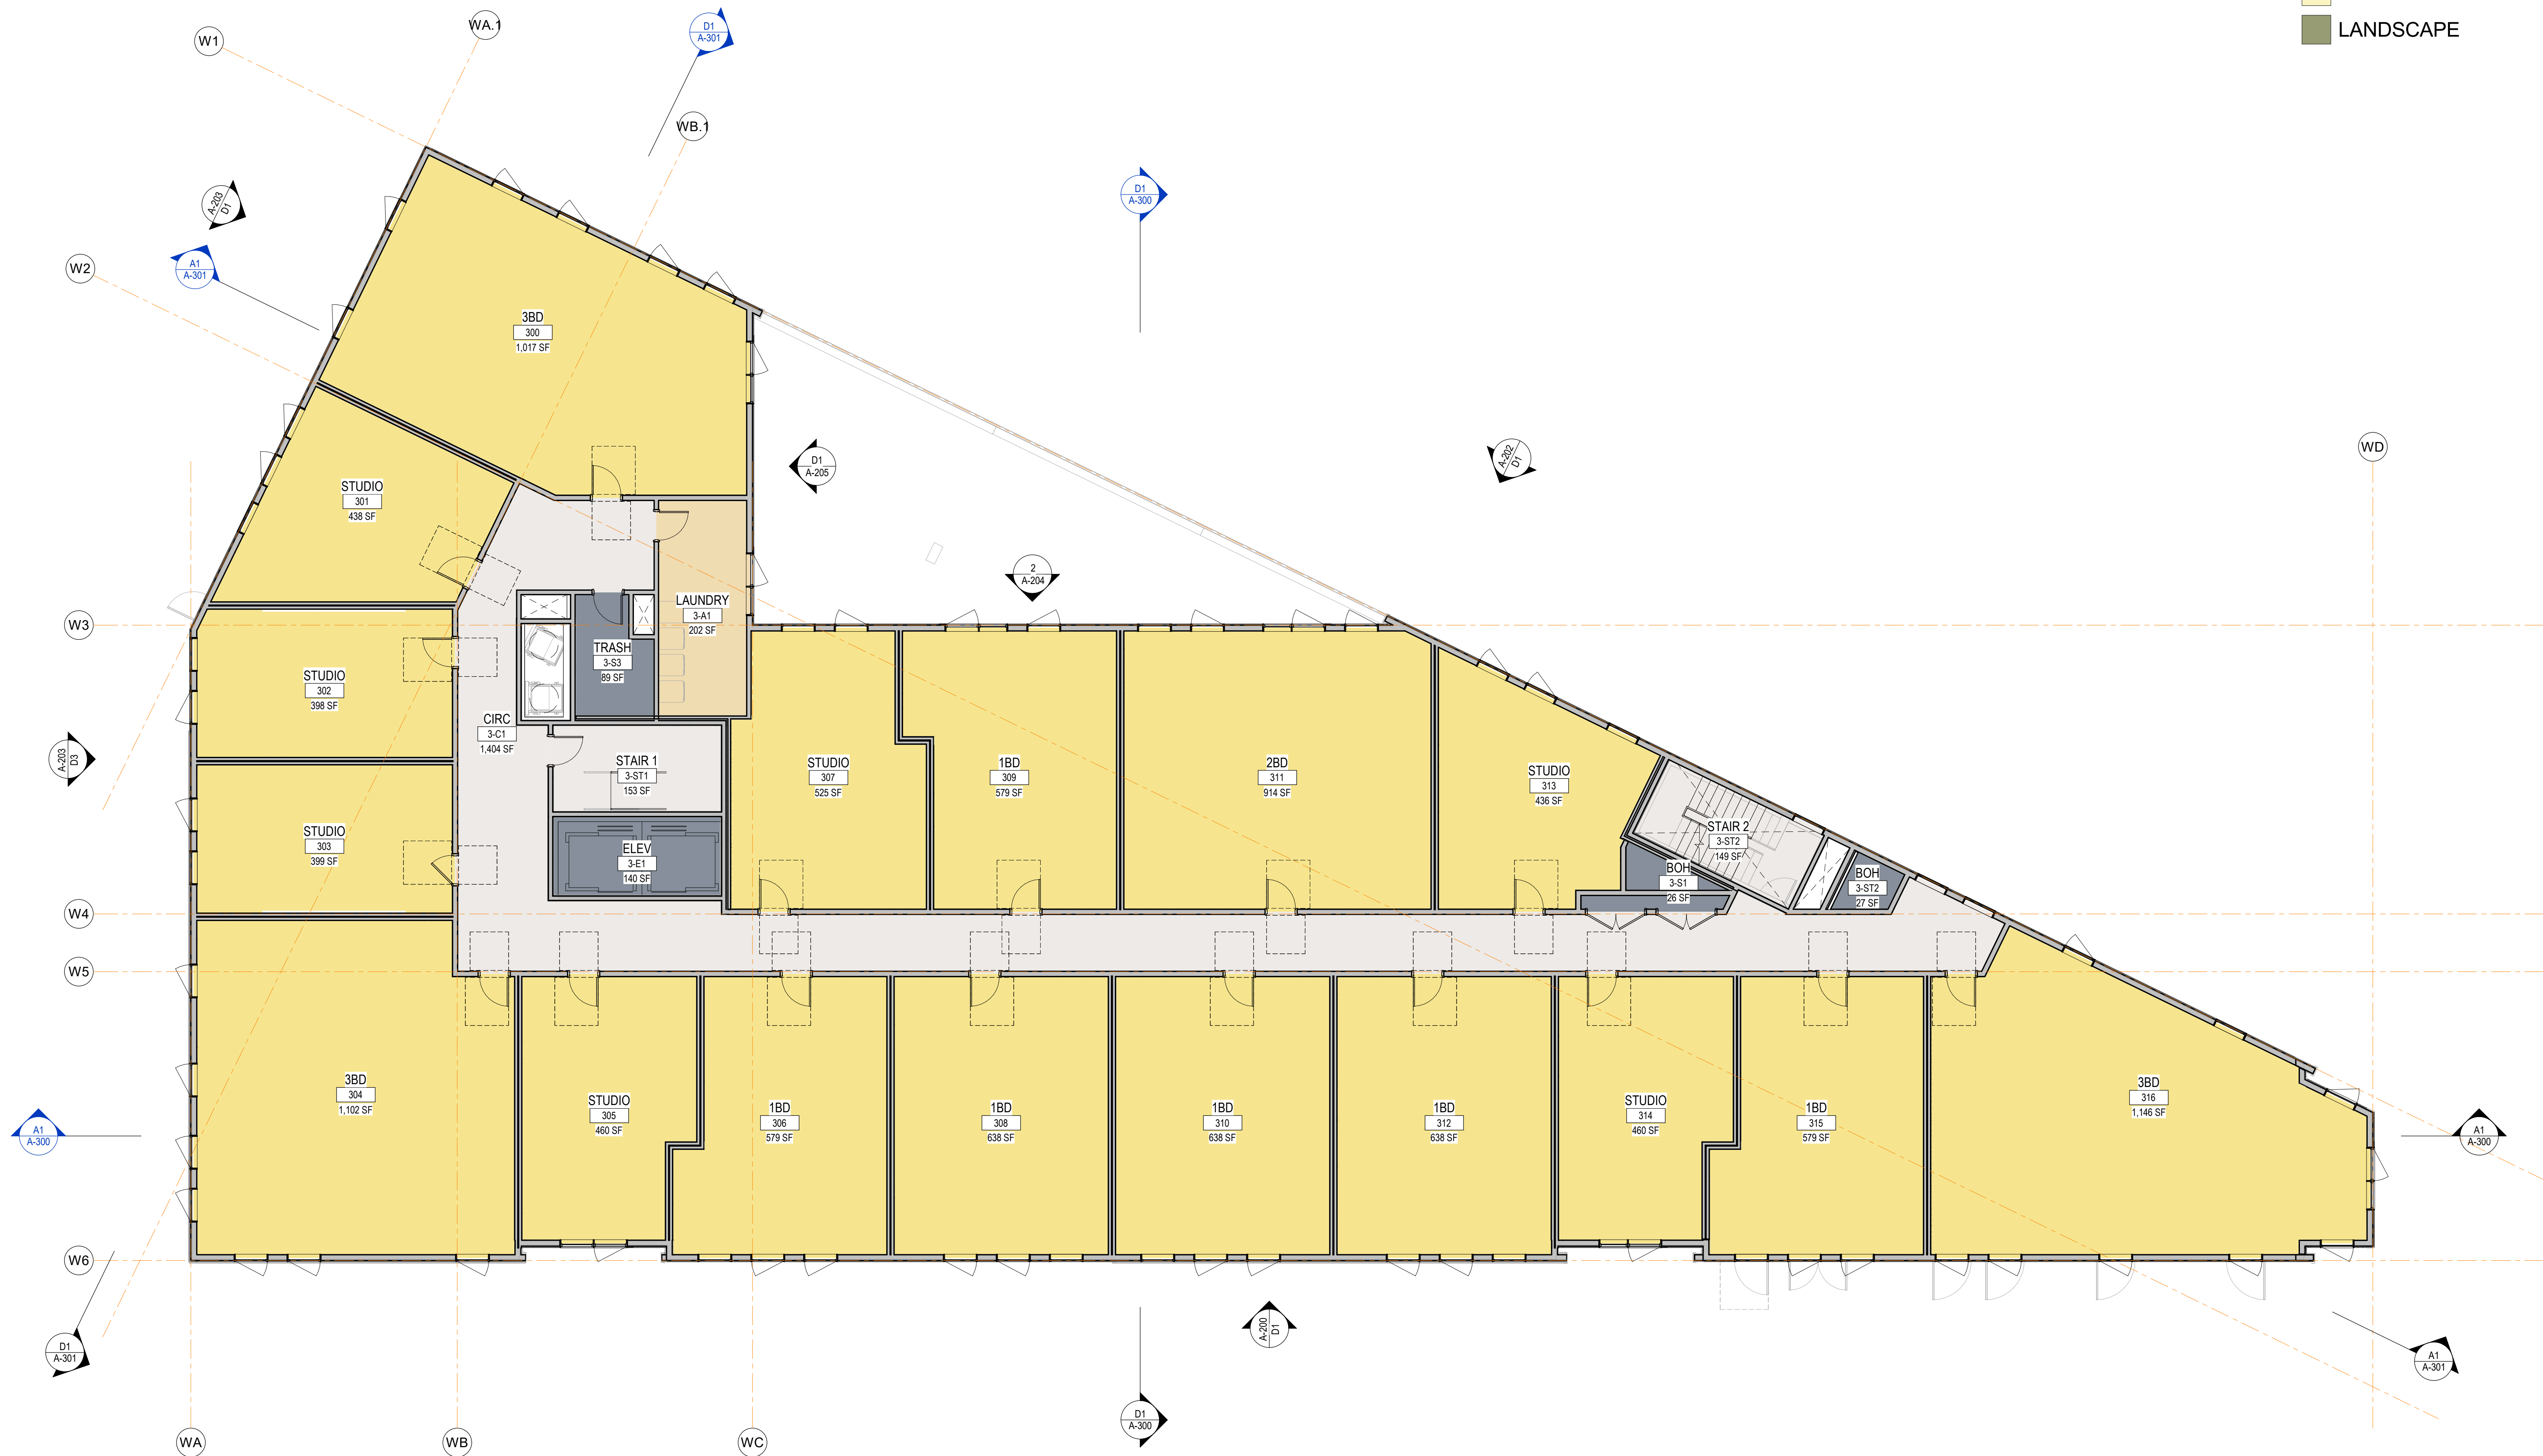 LANDSCAPE
W1
WA.1
D1
A-301
WB.1
A-203
D1
D1
A-300
W2
A1
A-301
3BD
300
1,017 SF
D1
A-205
A-202
D1
WD
STUDIO
301
438 SF
2
A-204
LAUNDRY
3-A1
202 SF
W3
TRASH
3-S3
89 SF
STUDIO
302
398 SF
CIRC
3-C1
1,404 SF
A-203
D3
STAIR 1
3-ST1
153 SF
STUDIO
307
525 SF
1BD
309
579 SF
2BD
311
914 SF
STUDIO
313
436 SF
STUDIO
303
399 SF
ELEV
3-E1
140 SF
STAIR 2
3-ST2
149 SF
BOH
3-S1
26 SF
BOH
3-ST2
27 SF
W4
W5
3BD
304
1,102 SF
STUDIO
305
460 SF
1BD
306
579 SF
1BD
308
638 SF
1BD
310
638 SF
1BD
312
638 SF
STUDIO
314
460 SF
1BD
315
579 SF
3BD
316
1,146 SF
A1
A-300
A1
A-300
W6
D1
A-301
A-200
D1
A1
A-301
D1
A-300
WA
WB
WC